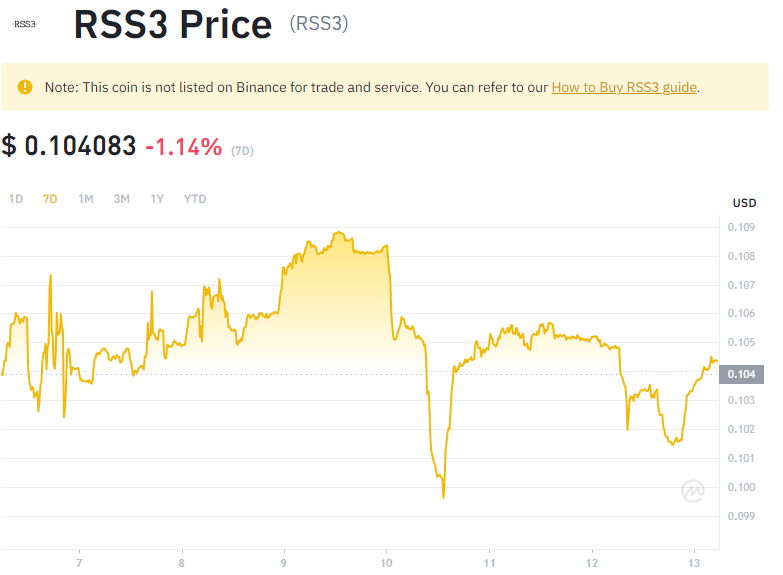 RSS3
RSS3 Price (RSS3)
Note: This coin is not listed on Binance for trade and service. You can refer to our How to Buy RSS3 guide.
$ 0.104083 -1.14% (7D)
1D 7D 1M 3M 1Y YTD
USD
0.109
0.108
0.107
0.106
0.105
0.104
0.103
0.102
0.101
0.100
0.099
7 8 9 10 11 12 13